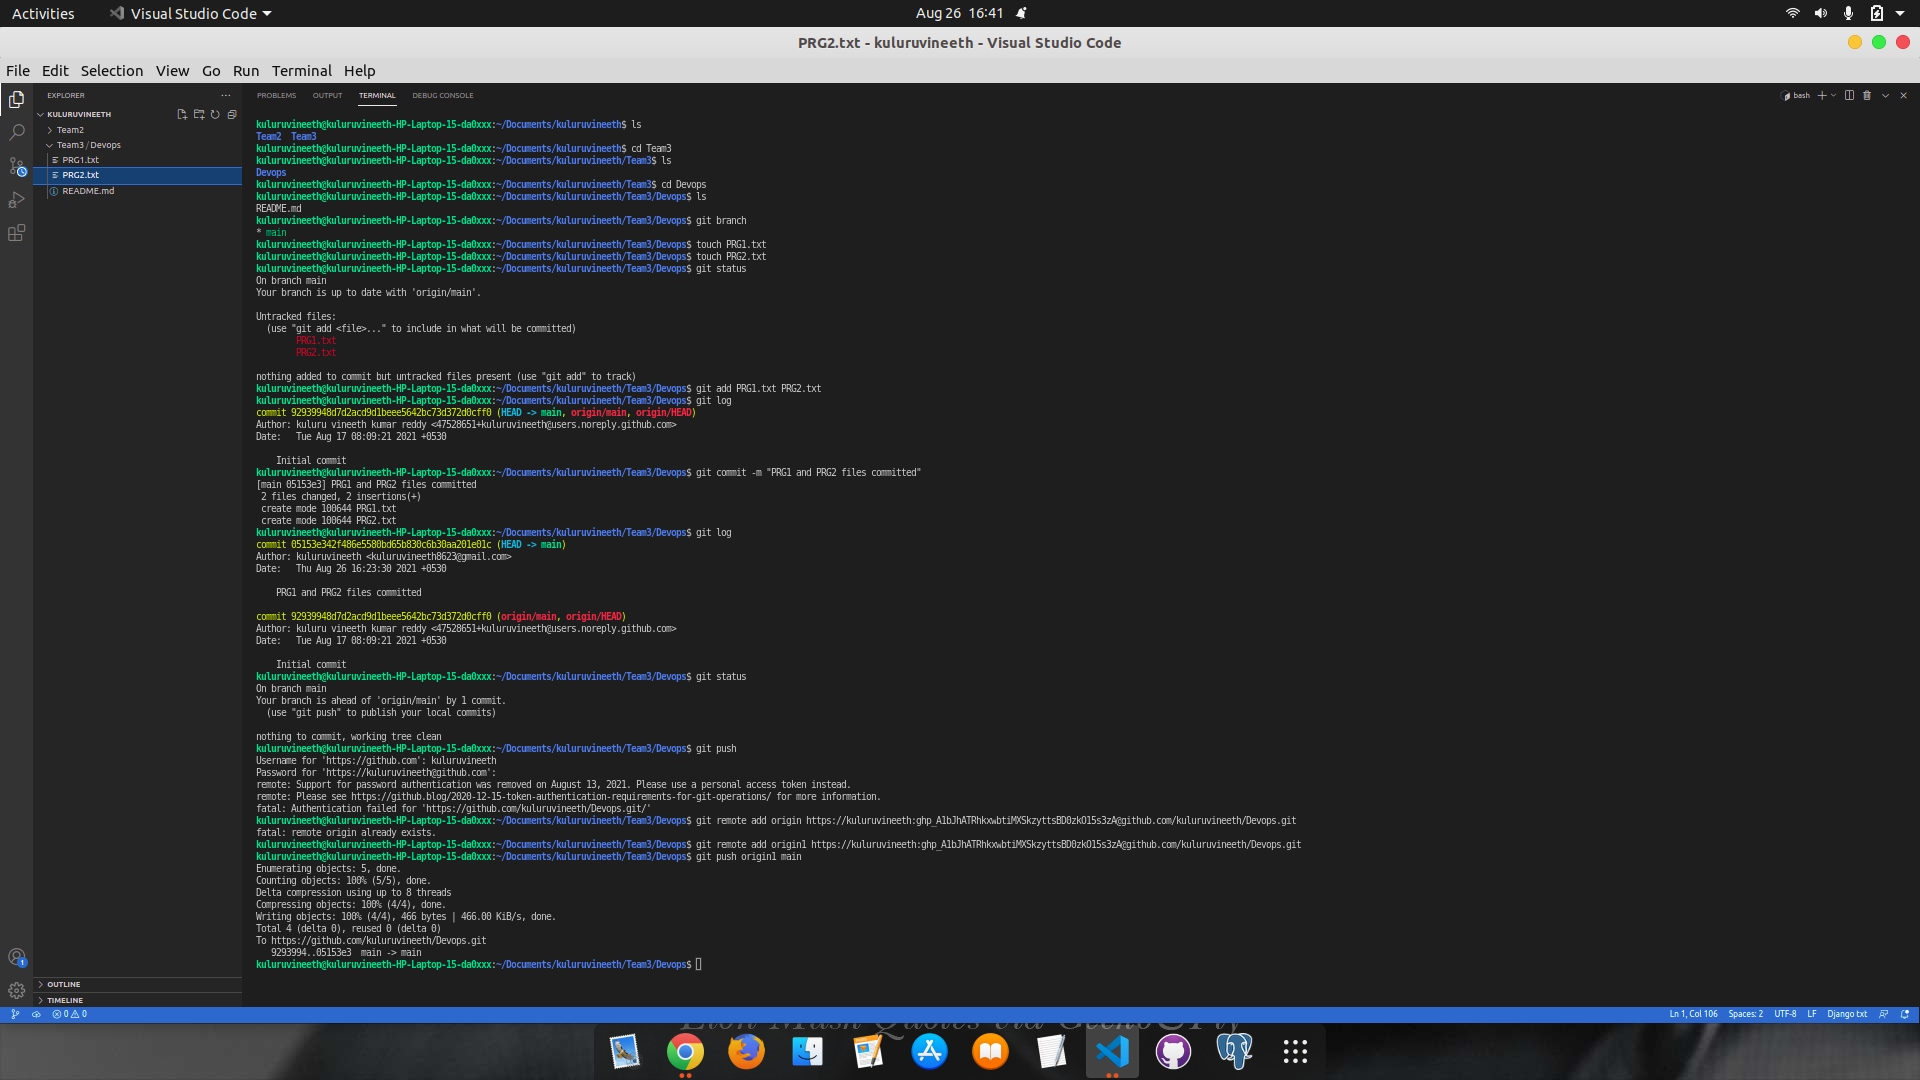 Activities
Visual Studio Code
Aug 26 16:41
PRG2.txt - kuluruvineeth - Visual Studio Code
File Edit Selection View Go Run Terminal Help
EXPLORER
KULURUVINEETH
Team2
Team3 / Devops
PRG1.txt
PRG2.txt
README.md
OUTLINE
TIMELINE
PROBLEMS OUTPUT TERMINAL DEBUG CONSOLE
bash
kuluruvineeth@kuluruvineeth-HP-Laptop-15-da0xxx:~/Documents/kuluruvineeth$ ls
Team2 Team3
kuluruvineeth@kuluruvineeth-HP-Laptop-15-da0xxx:~/Documents/kuluruvineeth$ cd Team3
kuluruvineeth@kuluruvineeth-HP-Laptop-15-da0xxx:~/Documents/kuluruvineeth/Team3$ ls
Devops
kuluruvineeth@kuluruvineeth-HP-Laptop-15-da0xxx:~/Documents/kuluruvineeth/Team3$ cd Devops
kuluruvineeth@kuluruvineeth-HP-Laptop-15-da0xxx:~/Documents/kuluruvineeth/Team3/Devops$ ls
README.md
kuluruvineeth@kuluruvineeth-HP-Laptop-15-da0xxx:~/Documents/kuluruvineeth/Team3/Devops$ git branch
* main
kuluruvineeth@kuluruvineeth-HP-Laptop-15-da0xxx:~/Documents/kuluruvineeth/Team3/Devops$ touch PRG1.txt
kuluruvineeth@kuluruvineeth-HP-Laptop-15-da0xxx:~/Documents/kuluruvineeth/Team3/Devops$ touch PRG2.txt
kuluruvineeth@kuluruvineeth-HP-Laptop-15-da0xxx:~/Documents/kuluruvineeth/Team3/Devops$ git status
On branch main
Your branch is up to date with 'origin/main'.
Untracked files:
(use "git add <file>..." to include in what will be committed)
PRG1.txt
PRG2.txt
nothing added to commit but untracked files present (use "git add" to track)
kuluruvineeth@kuluruvineeth-HP-Laptop-15-da0xxx:~/Documents/kuluruvineeth/Team3/Devops$ git add PRG1.txt PRG2.txt
kuluruvineeth@kuluruvineeth-HP-Laptop-15-da0xxx:~/Documents/kuluruvineeth/Team3/Devops$ git log
commit 92939948d7d2acd9d1beee5642bc73d372d0cff0 (HEAD -> main, origin/main, origin/HEAD)
Author: kuluru vineeth kumar reddy <47528651+kuluruvineeth@users.noreply.github.com>
Date: Tue Aug 17 08:09:21 2021 +0530
Initial commit
kuluruvineeth@kuluruvineeth-HP-Laptop-15-da0xxx:~/Documents/kuluruvineeth/Team3/Devops$ git commit -m "PRG1 and PRG2 files committed"
[main 05153e3] PRG1 and PRG2 files committed
2 files changed, 2 insertions(+)
create mode 100644 PRG1.txt
create mode 100644 PRG2.txt
kuluruvineeth@kuluruvineeth-HP-Laptop-15-da0xxx:~/Documents/kuluruvineeth/Team3/Devops$ git log
commit 05153e342f486e5580bd65b830c6b30aa201e01c (HEAD -> main)
Author: kuluruvineeth <kuluruvineeth8623@gmail.com>
Date: Thu Aug 26 16:23:30 2021 +0530
PRG1 and PRG2 files committed
commit 92939948d7d2acd9d1beee5642bc73d372d0cff0 (origin/main, origin/HEAD)
Author: kuluru vineeth kumar reddy <47528651+kuluruvineeth@users.noreply.github.com>
Date: Tue Aug 17 08:09:21 2021 +0530
Initial commit
kuluruvineeth@kuluruvineeth-HP-Laptop-15-da0xxx:~/Documents/kuluruvineeth/Team3/Devops$ git status
On branch main
Your branch is ahead of 'origin/main' by 1 commit.
(use "git push" to publish your local commits)
nothing to commit, working tree clean
kuluruvineeth@kuluruvineeth-HP-Laptop-15-da0xxx:~/Documents/kuluruvineeth/Team3/Devops$ git push
Username for 'https://github.com': kuluruvineeth
Password for 'https://kuluruvineeth@github.com':
remote: Support for password authentication was removed on August 13, 2021. Please use a personal access token instead.
remote: Please see https://github.blog/2020-12-15-token-authentication-requirements-for-git-operations/ for more information.
fatal: Authentication failed for 'https://github.com/kuluruvineeth/Devops.git/'
kuluruvineeth@kuluruvineeth-HP-Laptop-15-da0xxx:~/Documents/kuluruvineeth/Team3/Devops$ git remote add origin https://kuluruvineeth: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@github.com/kuluruvineeth/Devops.git
fatal: remote origin already exists.
kuluruvineeth@kuluruvineeth-HP-Laptop-15-da0xxx:~/Documents/kuluruvineeth/Team3/Devops$ git remote add origin1 https://kuluruvineeth: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@github.com/kuluruvineeth/Devops.git
kuluruvineeth@kuluruvineeth-HP-Laptop-15-da0xxx:~/Documents/kuluruvineeth/Team3/Devops$ git push origin1 main
Enumerating objects: 5, done.
Counting objects: 100% (5/5), done.
Delta compression using up to 8 threads
Compressing objects: 100% (4/4), done.
Writing objects: 100% (4/4), 466 bytes | 466.00 KiB/s, done.
Total 4 (delta 0), reused 0 (delta 0)
To https://github.com/kuluruvineeth/Devops.git
9293994..05153e3 main -> main
kuluruvineeth@kuluruvineeth-HP-Laptop-15-da0xxx:~/Documents/kuluruvineeth/Team3/Devops$
0 0
Ln 1, Col 106 Spaces: 2 UTF-8 LF Django txt